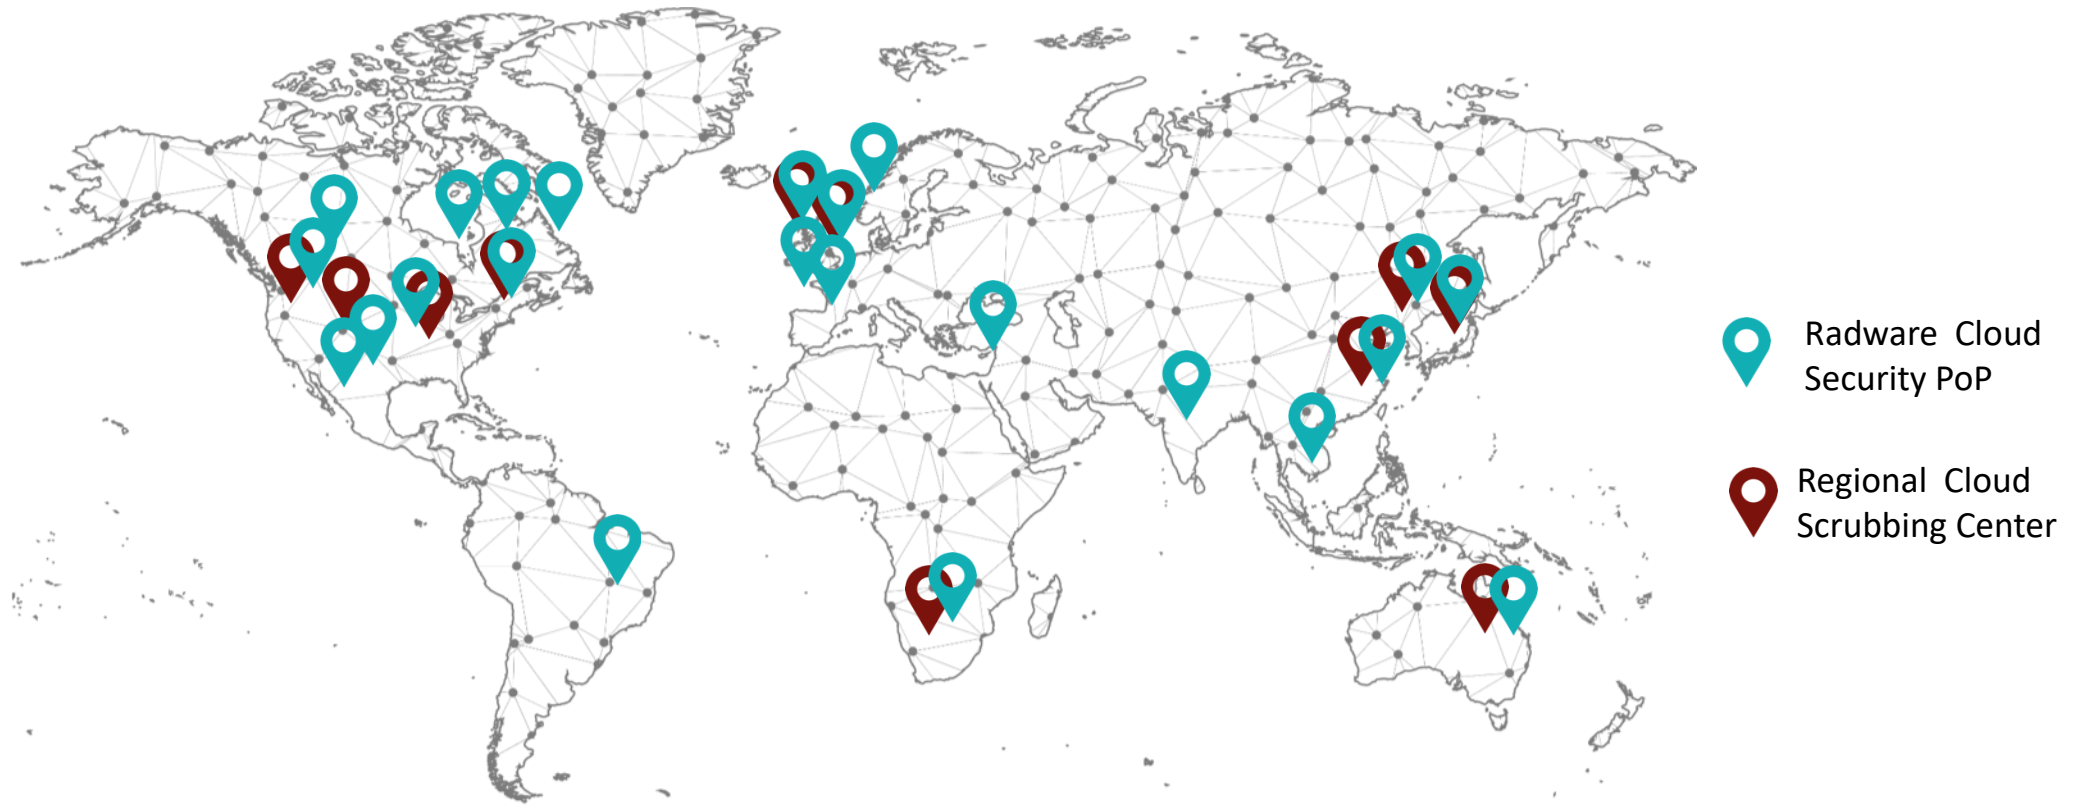 Radware Cloud
Security PoP
Regional Cloud
Scrubbing Center